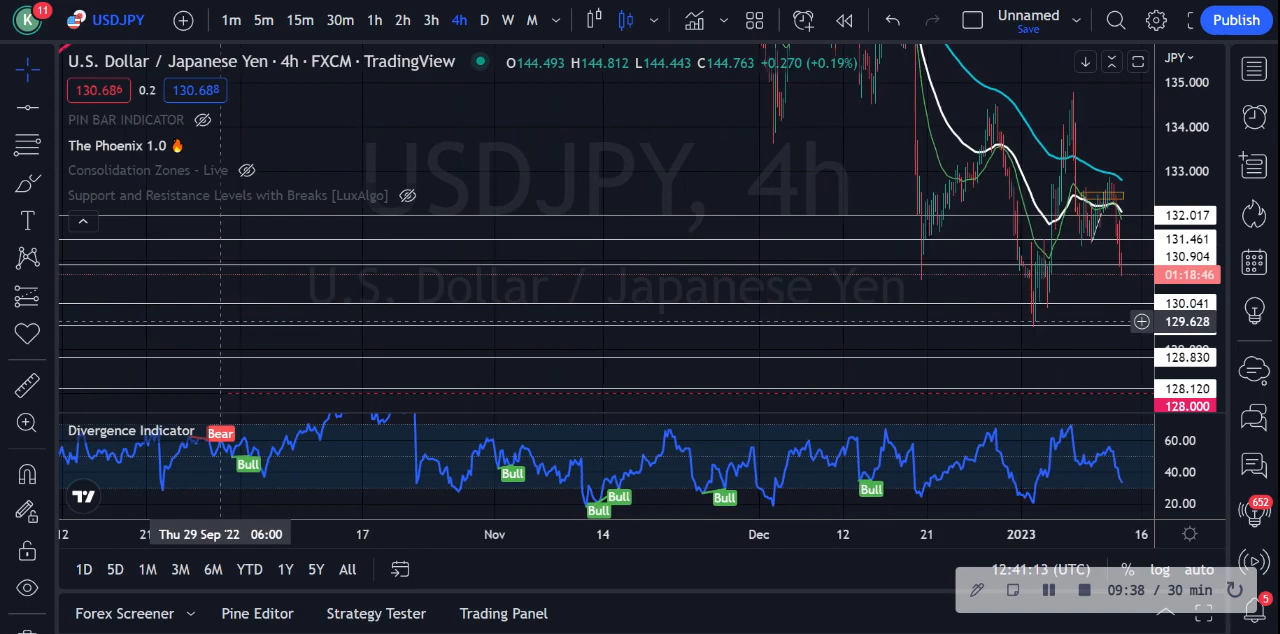 K 11 USDJPY 1m 5m 15m 30m 1h 2h 3h 4h D W M Unnamed Save Publish
U.S. Dollar / Japanese Yen · 4h · FXCM · TradingView O144.493 H144.812 L144.443 C144.763 +0.270 (+0.19%) JPY
130.686 0.2 130.688
PIN BAR INDICATOR
The Phoenix 1.0 🔥
Consolidation Zones - Live
Support and Resistance Levels with Breaks [LuxAlgo]
USDJPY, 4h
U.S. Dollar / Japanese Yen
135.000
134.000
133.000
132.017
131.461
130.904
01:18:46
130.041
129.628
128.830
128.120
128.000
Divergence Indicator
Bear
Bull
Bull
Bull
Bull
Bull
Bull
60.00
40.00
20.00
12 21 Thu 29 Sep '22 06:00 17 Nov 14 Dec 12 21 2023 16
1D 5D 1M 3M 6M YTD 1Y 5Y All 12:41:13 (UTC) % log auto
09:38 / 30 min
Forex Screener Pine Editor Strategy Tester Trading Panel
652
5